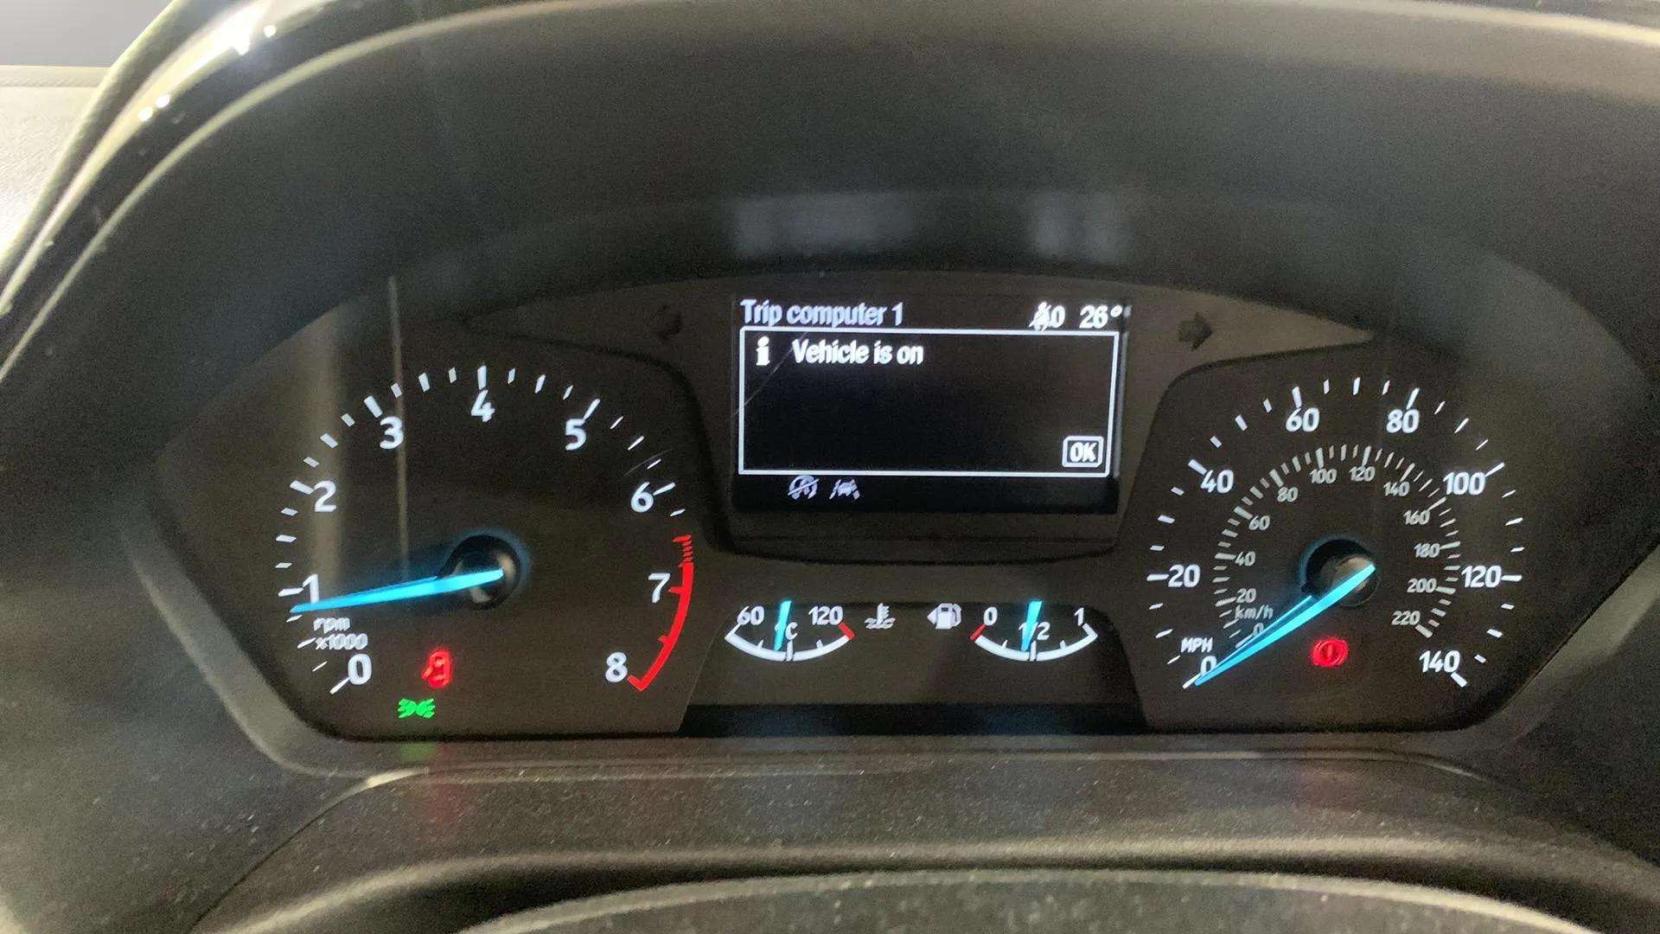 Trip computer 1 0 26°
i Vehicle is on
OK
0 1 2 3 4 5 6 7 8
rpm
x1000
60 120
°C
0 1/2 1
0 20 40 60 80 100 120 140
MPH
km/h
0 20 40 60 80 100 120 140 160 180 200 220